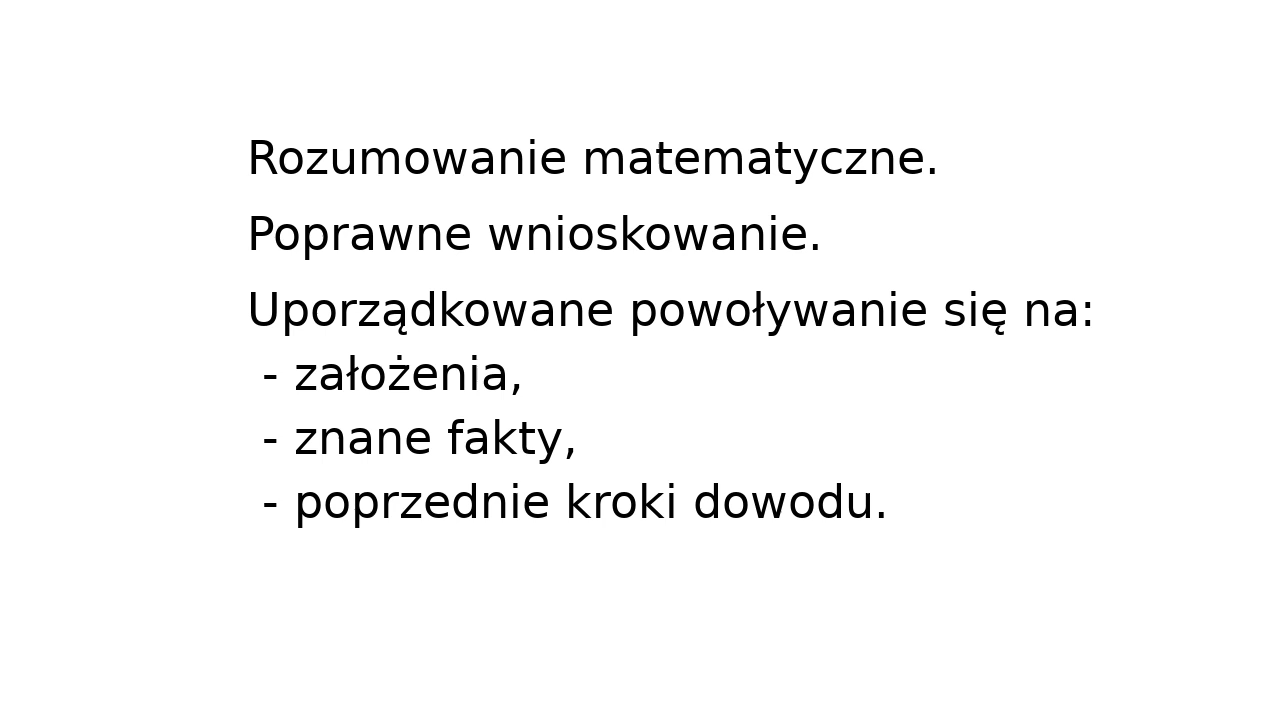 Rozumowanie matematyczne.
Poprawne wnioskowanie.
Uporządkowane powoływanie się na:
- założenia,
- znane fakty,
- poprzednie kroki dowodu.